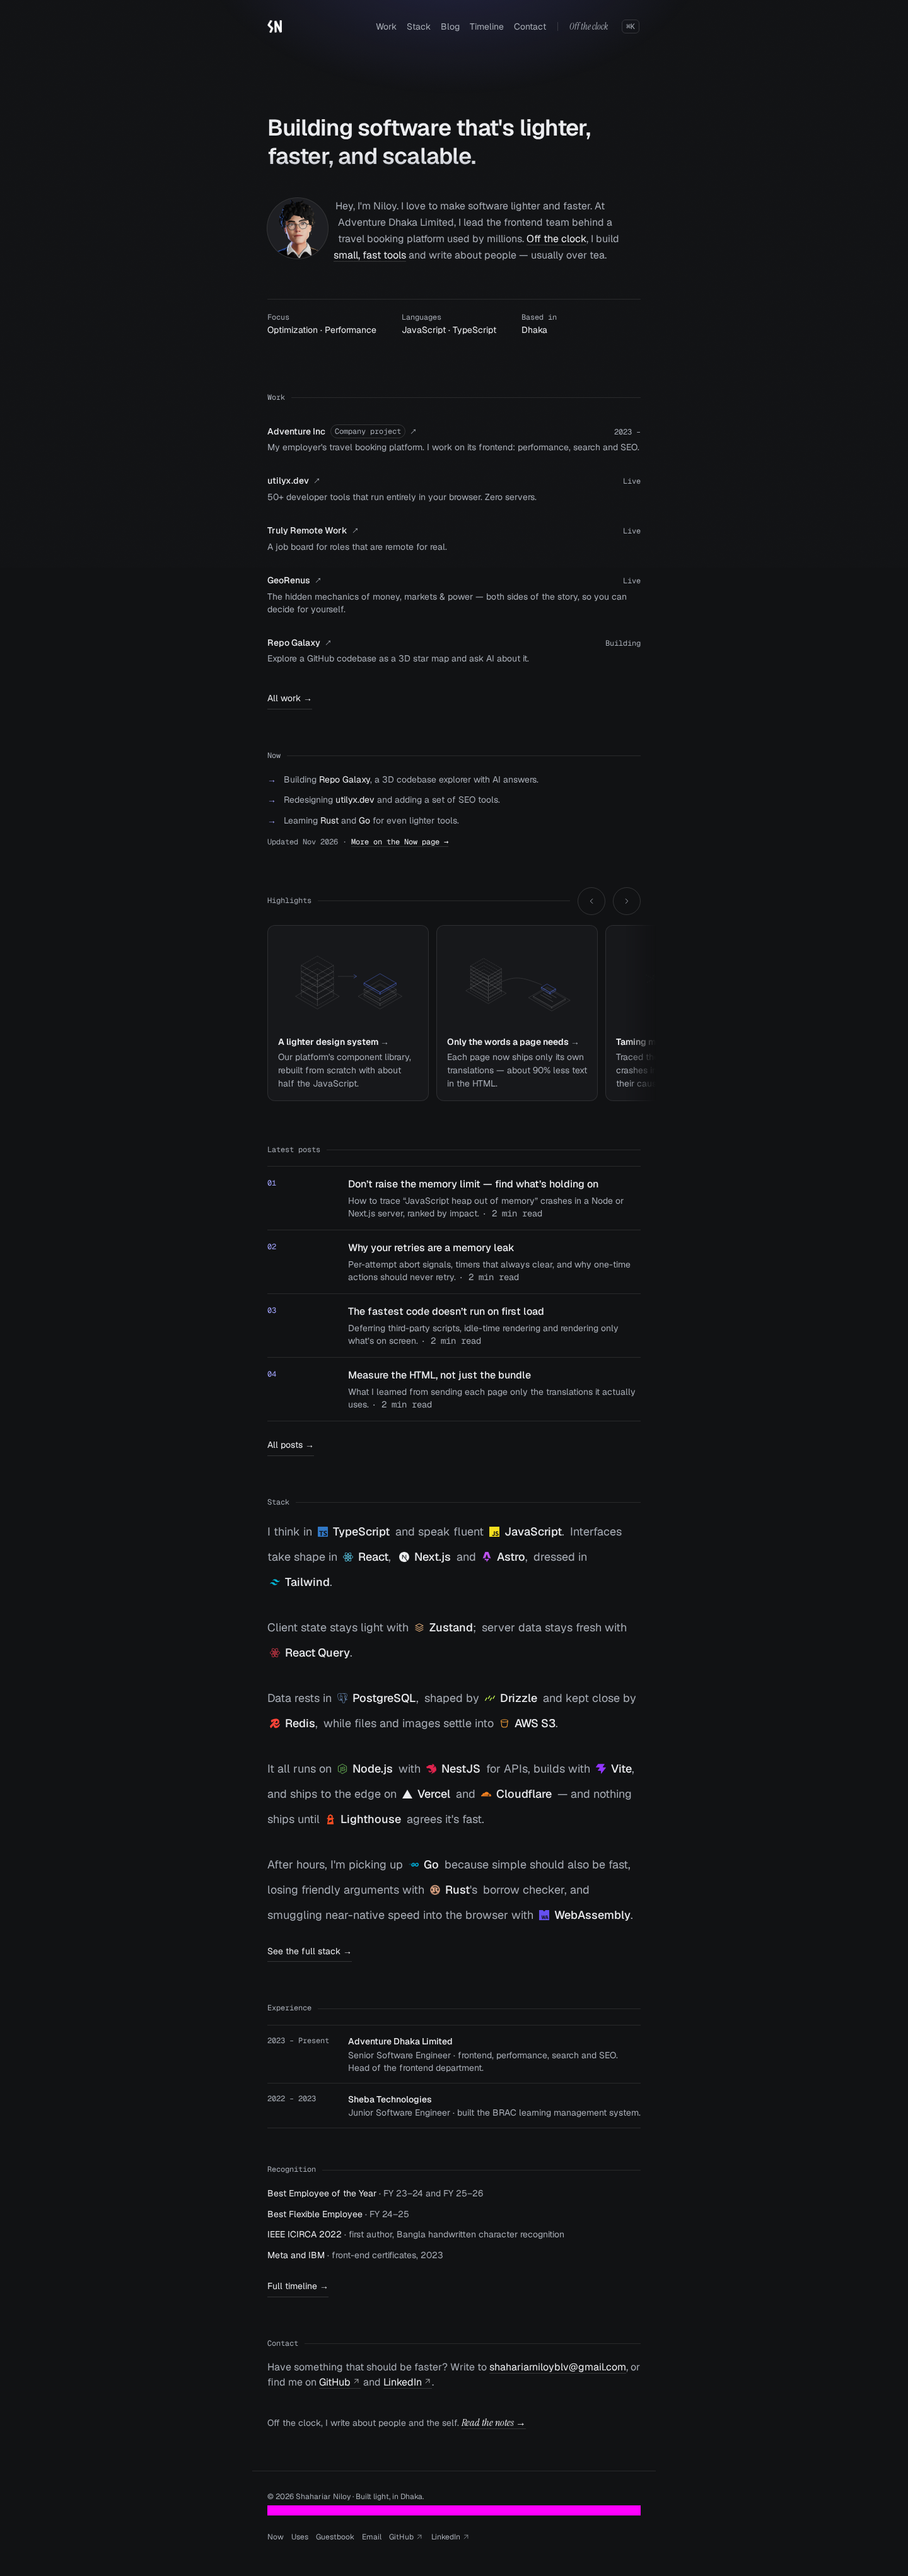 SN
Work Stack Blog Timeline Contact Off the clock ⌘K
Building software that's lighter,
faster, and scalable.
Hey, I'm Niloy. I love to make software lighter and faster. At
Adventure Dhaka Limited, I lead the frontend team behind a
travel booking platform used by millions. Off the clock, I build
small, fast tools and write about people — usually over tea.
Focus Languages Based in
Optimization · Performance JavaScript · TypeScript Dhaka
Work
Adventure Inc Company project ↗ 2023 –
My employer's travel booking platform. I work on its frontend: performance, search and SEO.
utilyx.dev ↗ Live
50+ developer tools that run entirely in your browser. Zero servers.
Truly Remote Work ↗ Live
A job board for roles that are remote for real.
GeoRenus ↗ Live
The hidden mechanics of money, markets & power — both sides of the story, so you can
decide for yourself.
Repo Galaxy ↗ Building
Explore a GitHub codebase as a 3D star map and ask AI about it.
All work →
Now
→ Building Repo Galaxy, a 3D codebase explorer with AI answers.
→ Redesigning utilyx.dev and adding a set of SEO tools.
→ Learning Rust and Go for even lighter tools.
Updated Nov 2026 · More on the Now page →
Highlights
A lighter design system →
Our platform's component library,
rebuilt from scratch with about
half the JavaScript.
Only the words a page needs →
Each page now ships only its own
translations — about 90% less text
in the HTML.
Taming
Traced
crashes
their
Latest posts
01 Don't raise the memory limit — find what's holding on
How to trace “JavaScript heap out of memory” crashes in a Node or
Next.js server, ranked by impact. · 2 min read
02 Why your retries are a memory leak
Per-attempt abort signals, timers that always clear, and why one-time
actions should never retry. · 2 min read
03 The fastest code doesn't run on first load
Deferring third-party scripts, idle-time rendering and rendering only
what's on screen. · 2 min read
04 Measure the HTML, not just the bundle
What I learned from sending each page only the translations it actually
uses. · 2 min read
All posts →
Stack
I think in TS TypeScript and speak fluent JS JavaScript. Interfaces
take shape in React, N Next.js and Astro, dressed in
Tailwind.
Client state stays light with Zustand; server data stays fresh with
React Query.
Data rests in PostgreSQL, shaped by Drizzle and kept close by
Redis, while files and images settle into AWS S3.
It all runs on Node.js with NestJS for APIs, builds with Vite,
and ships to the edge on Vercel and Cloudflare — and nothing
ships until Lighthouse agrees it's fast.
After hours, I'm picking up Go because simple should also be fast,
losing friendly arguments with Rust's borrow checker, and
smuggling near-native speed into the browser with WebAssembly.
See the full stack →
Experience
2023 – Present Adventure Dhaka Limited
Senior Software Engineer · frontend, performance, search and SEO.
Head of the frontend department.
2022 – 2023 Sheba Technologies
Junior Software Engineer · built the BRAC learning management system.
Recognition
Best Employee of the Year · FY 23–24 and FY 25–26
Best Flexible Employee · FY 24–25
IEEE ICIRCA 2022 · first author, Bangla handwritten character recognition
Meta and IBM · front-end certificates, 2023
Full timeline →
Contact
Have something that should be faster? Write to shahariarniloyblv@gmail.com, or
find me on GitHub ↗ and LinkedIn ↗.
Off the clock, I write about people and the self. Read the notes →
© 2026 Shahariar Niloy · Built light, in Dhaka.
Now Uses Guestbook Email GitHub ↗ LinkedIn ↗